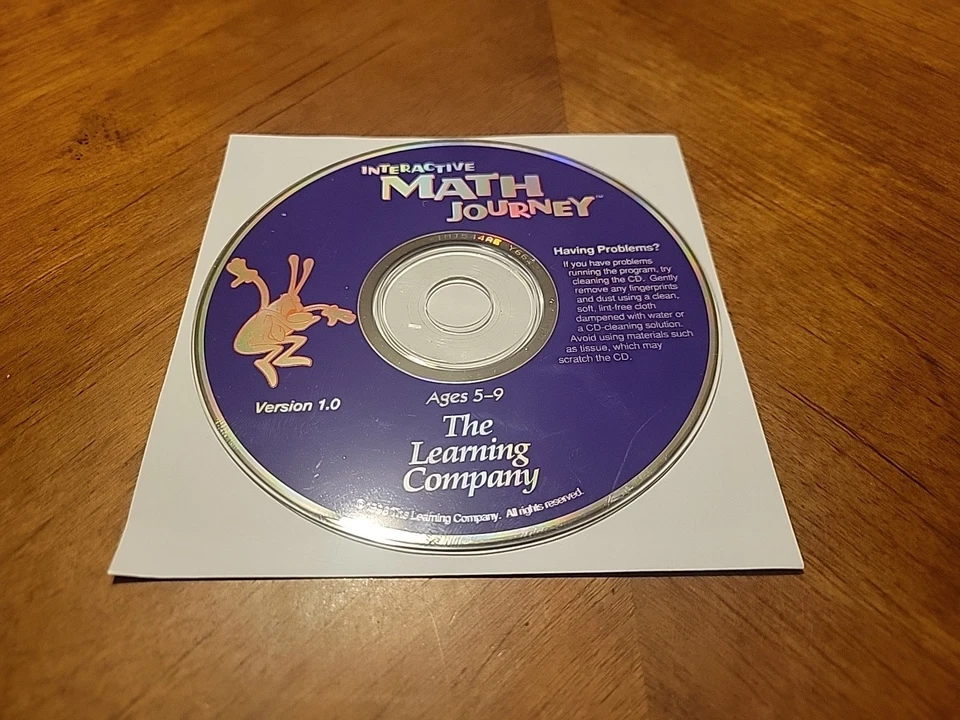 INTERACTIVE
MATH
JOURNEY™
Having Problems?
If you have problems
running the program, try
cleaning the CD. Gently
remove any fingerprints
and dust using a clean,
soft, lint-free cloth
dampened with water or
a CD-cleaning solution.
Avoid using materials such
as tissue, which may
scratch the CD.
Version 1.0
Ages 5–9
The
Learning
Company
Learning Company. All rights reserved.